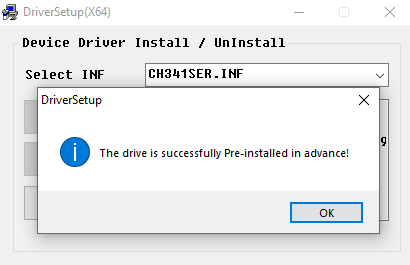 DriverSetup(X64)
Device Driver Install / UnInstall
Select INF
CH341SER.INF
DriverSetup
The drive is successfully Pre-installed in advance!
OK